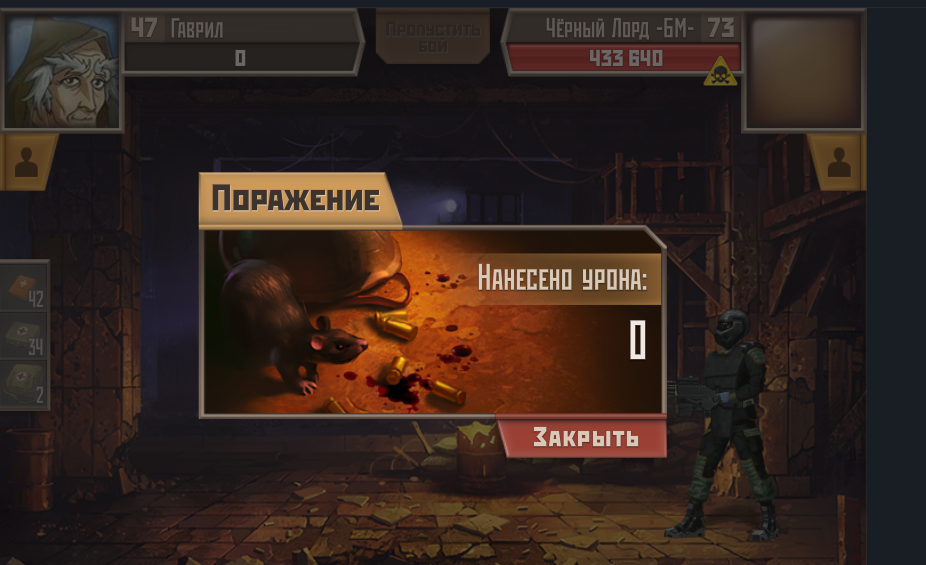 47 Гаврил
0
Пропустить
бой
Чёрный Лорд -БМ- 73
433 640
Поражение
Нанесено урона:
0
42
34
2
Закрыть